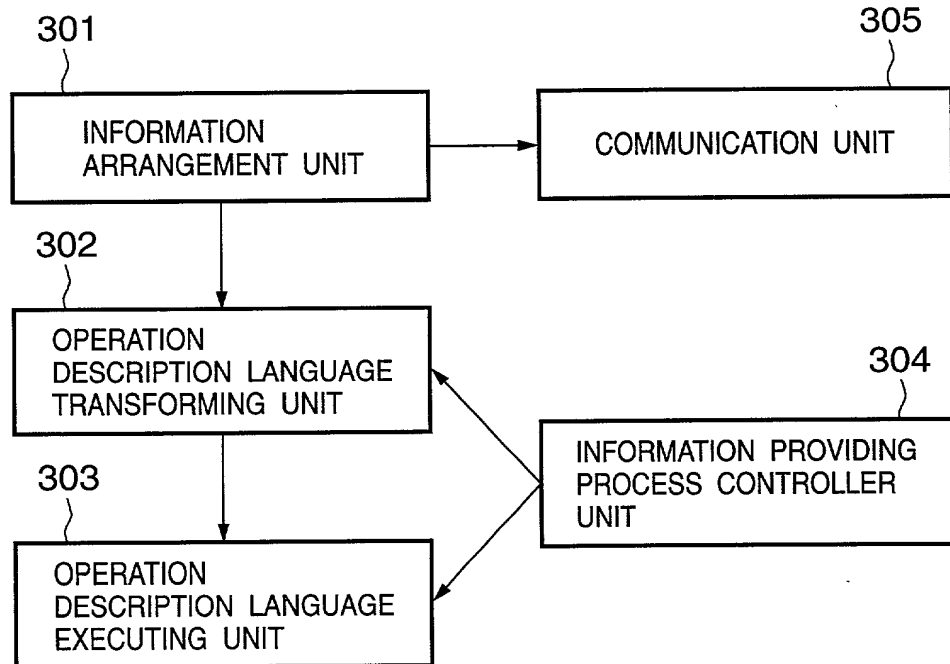 301
305
INFORMATION
ARRANGEMENT UNIT
COMMUNICATION UNIT
302
OPERATION
DESCRIPTION LANGUAGE
TRANSFORMING UNIT
304
INFORMATION PROVIDING
PROCESS CONTROLLER
UNIT
303
OPERATION
DESCRIPTION LANGUAGE
EXECUTING UNIT